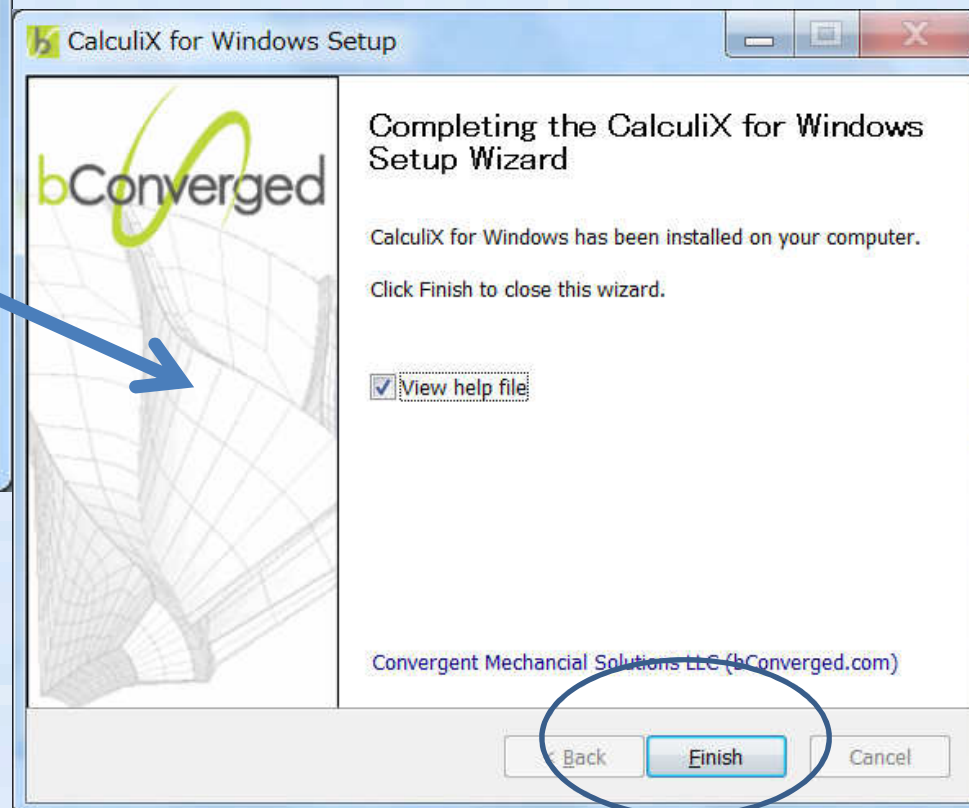 CalculiX for Windows Setup
bConverged
Completing the CalculiX for Windows
Setup Wizard
CalculiX for Windows has been installed on your computer.
Click Finish to close this wizard.
View help file
Convergent Mechancial Solutions LLC (bConverged.com)
< Back Finish Cancel